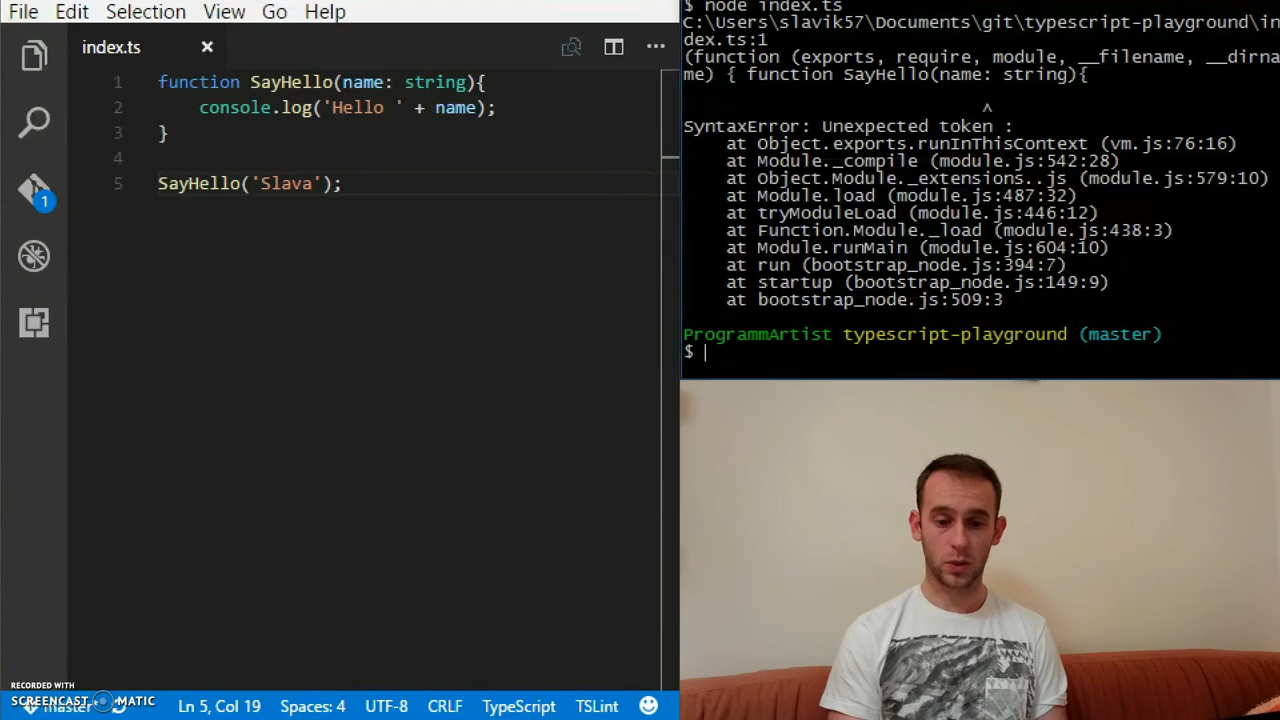 File Edit Selection View Go Help
index.ts
1 function SayHello(name: string){
2 console.log('Hello ' + name);
3 }
4
5 SayHello('Slava');
1
RECORDED WITH
SCREENCAST MATIC
master
Ln 5, Col 19 Spaces: 4 UTF-8 CRLF TypeScript TSLint
$ node index.ts
C:\Users\slavik57\Documents\git\typescript-playground\in
dex.ts:1
(function (exports, require, module, __filename, __dirna
me) { function SayHello(name: string){
^
SyntaxError: Unexpected token :
at Object.exports.runInThisContext (vm.js:76:16)
at Module._compile (module.js:542:28)
at Object.Module._extensions..js (module.js:579:10)
at Module.load (module.js:487:32)
at tryModuleLoad (module.js:446:12)
at Function.Module._load (module.js:438:3)
at Module.runMain (module.js:604:10)
at run (bootstrap_node.js:394:7)
at startup (bootstrap_node.js:149:9)
at bootstrap_node.js:509:3
ProgrammArtist typescript-playground (master)
$